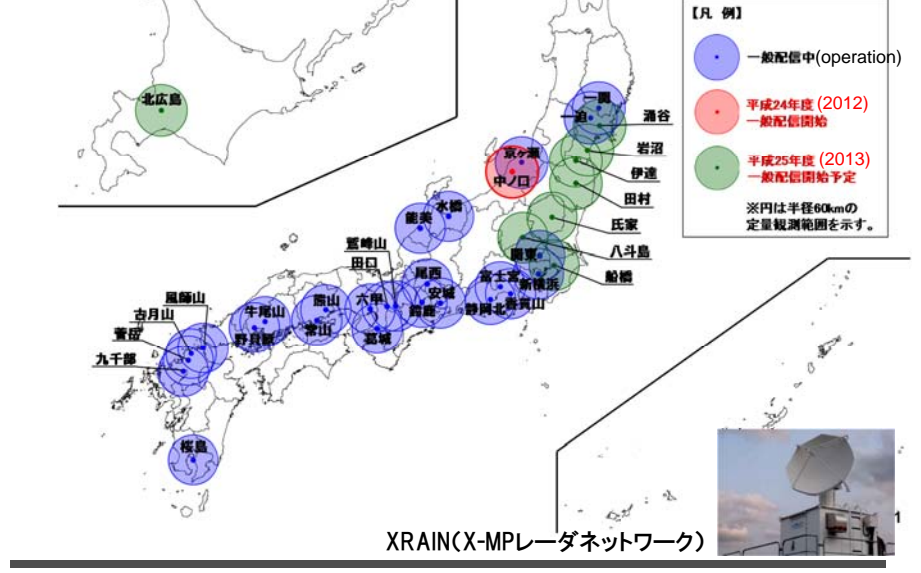 【凡 例】
一般配信中(operation)
平成24年度 (2012)
一般配信開始
平成25年度 (2013)
一般配信開始予定
※円は半径60kmの
定量観測範囲を示す。
北広島
一関
一迫
涌谷
岩沼
伊達
田村
氏家
八斗島
船橋
京ヶ瀬
中ノ口
水橋
能美
鷲峰山
田口
尾西
関東
新横浜
富士宮
香貫山
静岡北
安城
鈴鹿
六甲
葛城
熊山
常山
牛尾山
野貝原
風師山
古月山
菅岳
九千部
桜島
XRAIN(X-MPレーダネットワーク)
1